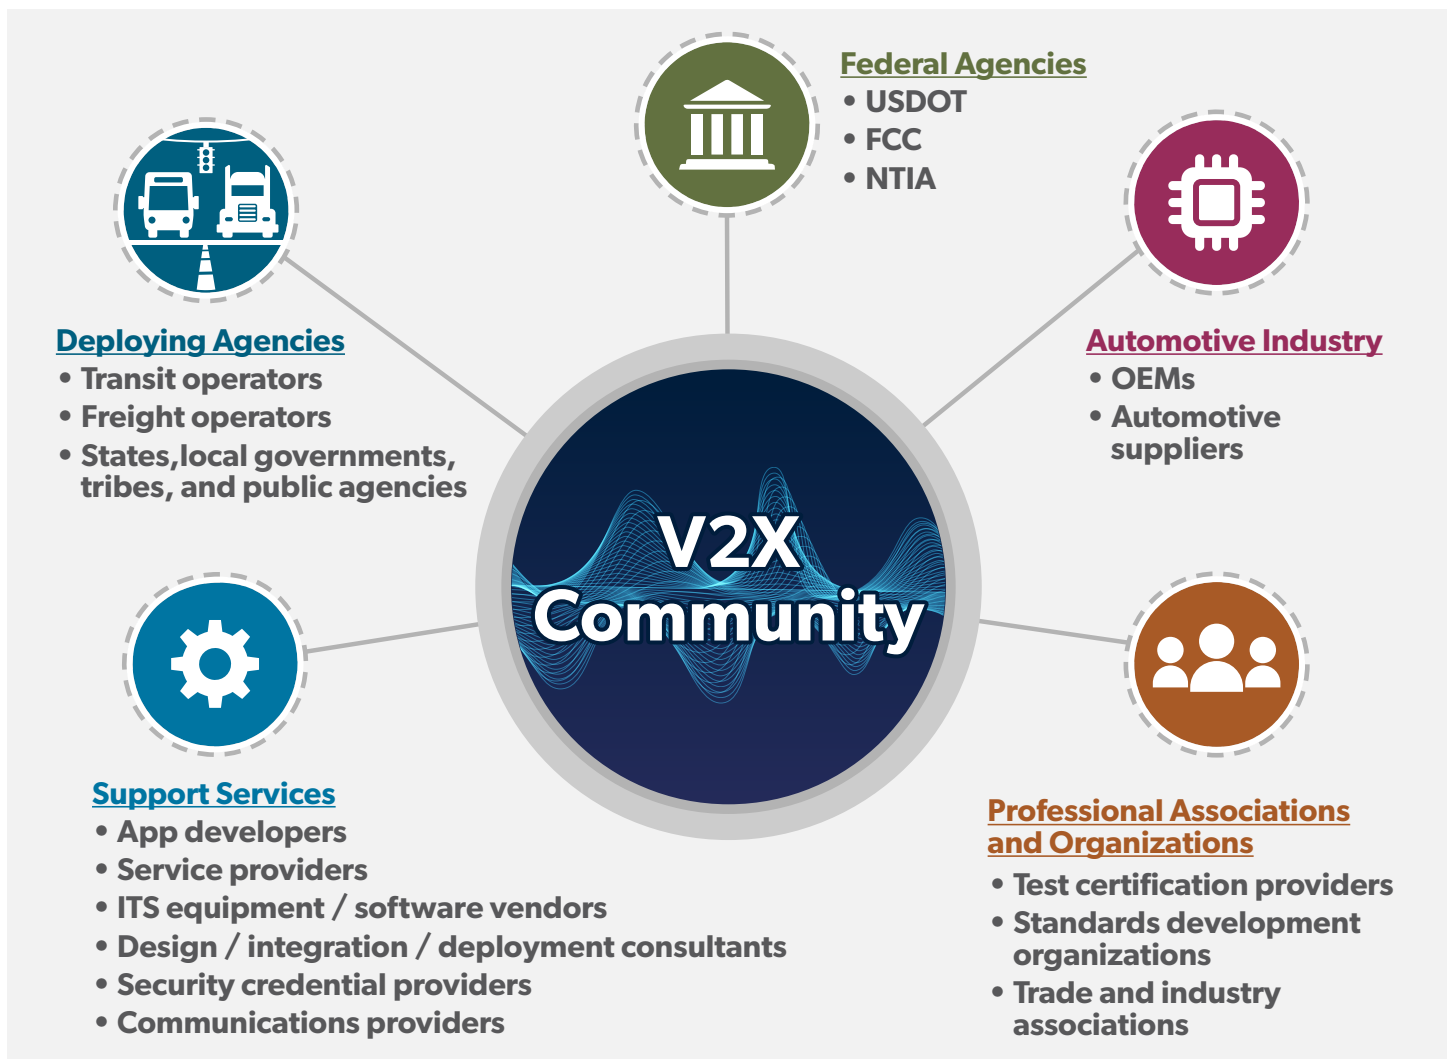 Federal Agencies
• USDOT
• FCC
• NTIA
Deploying Agencies
• Transit operators
• Freight operators
• States,local governments,
tribes, and public agencies
Automotive Industry
• OEMs
• Automotive
suppliers
V2X
Community
Support Services
• App developers
• Service providers
• ITS equipment / software vendors
• Design / integration / deployment consultants
• Security credential providers
• Communications providers
Professional Associations
and Organizations
• Test certification providers
• Standards development
organizations
• Trade and industry
associations